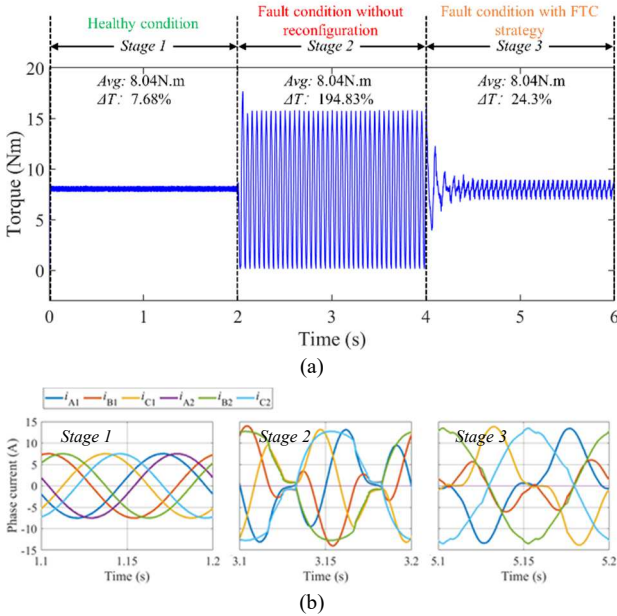 (a)
Healthy condition
Fault condition without
reconfiguration
Fault condition with FTC
strategy
Stage 1
Stage 2
Stage 3
20
15
10
5
0
Torque (Nm)
Avg: 8.04N.m
ΔT: 7.68%
Avg: 8.04N.m
ΔT: 194.83%
Avg: 8.04N.m
ΔT: 24.3%
0 1 2 3 4 5 6
Time (s)
(a)
(b)
iA1 iB1 iC1 iA2 iB2 iC2
15
10
5
0
-5
-10
-15
Phase current (A)
Stage 1
1.1 1.15 1.2
Time (s)
Stage 2
3.1 3.15 3.2
Time (s)
Stage 3
5.1 5.15 5.2
Time (s)
(b)